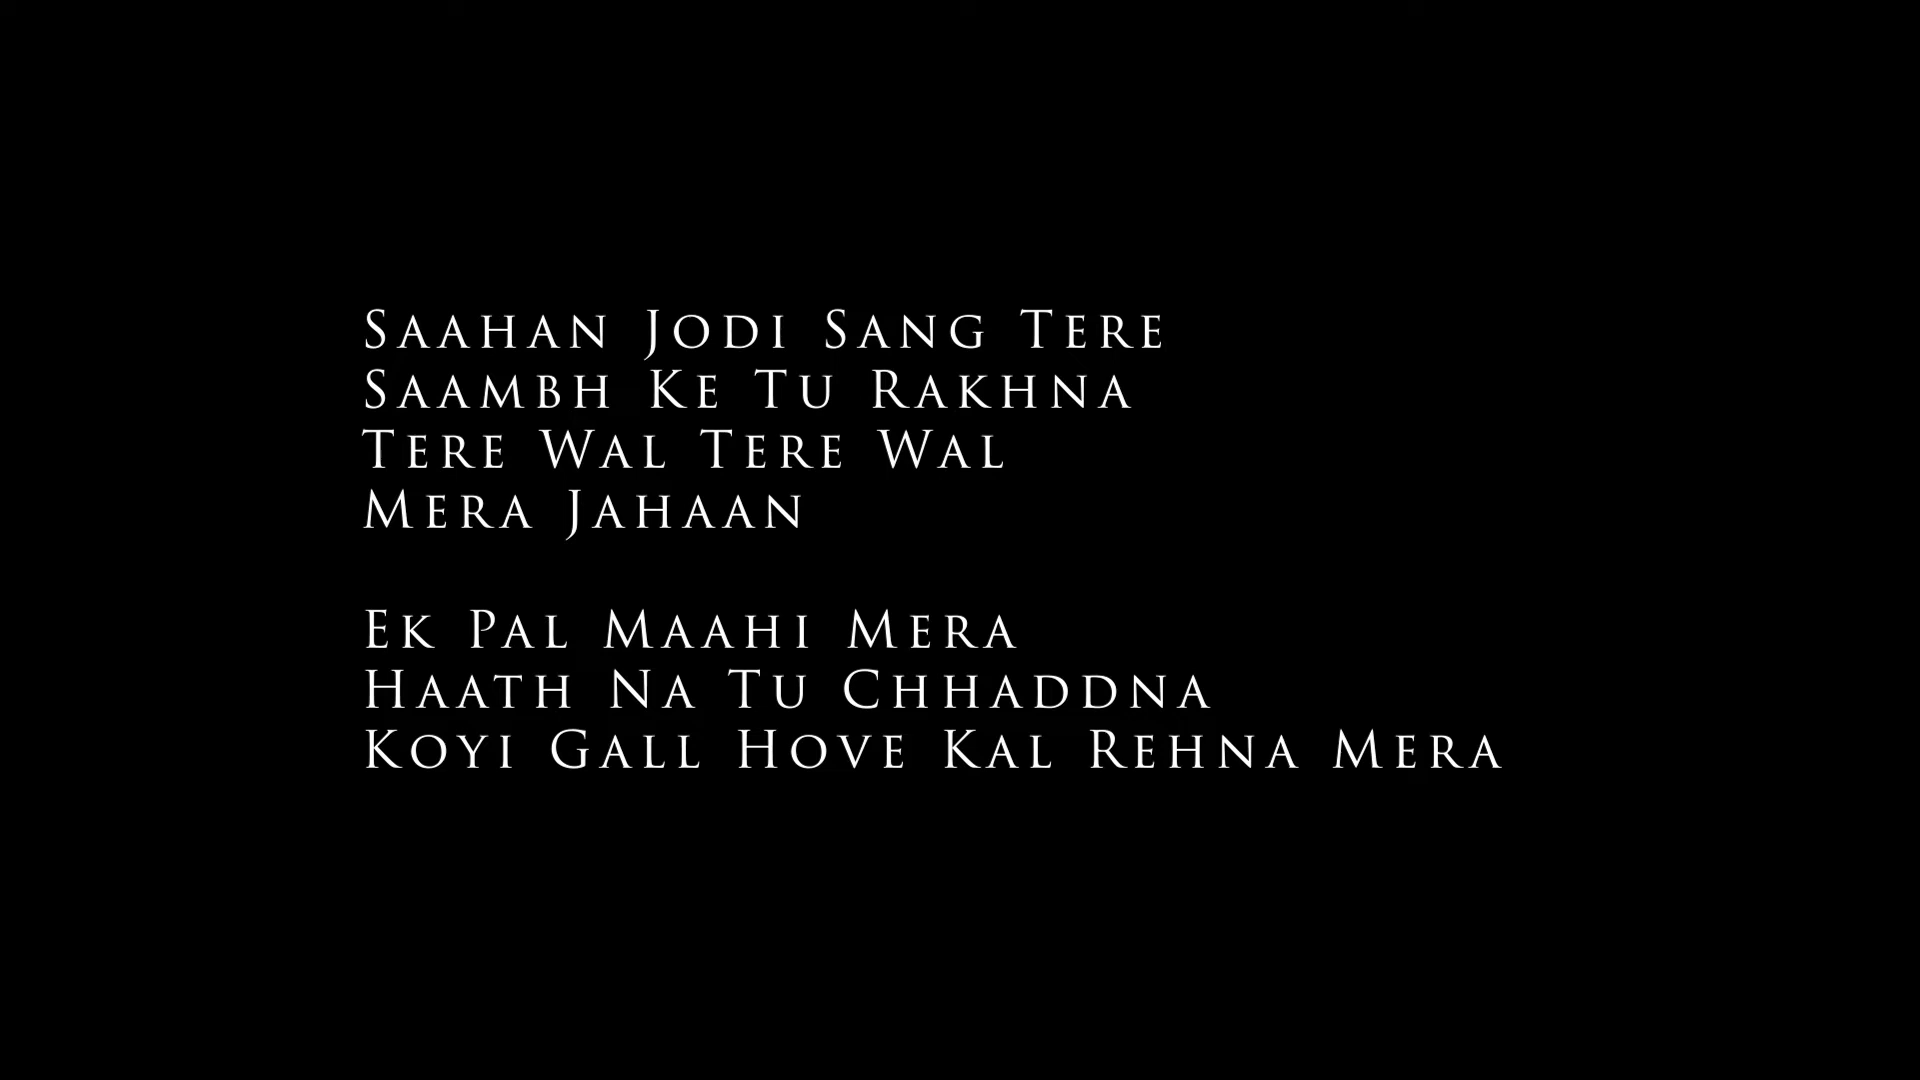 Saahan Jodi Sang Tere
Saambh Ke Tu Rakhna
Tere Wal Tere Wal
Mera Jahaan
Ek Pal Maahi Mera
Haath Na Tu Chhaddna
Koyi Gall Hove Kal Rehna Mera